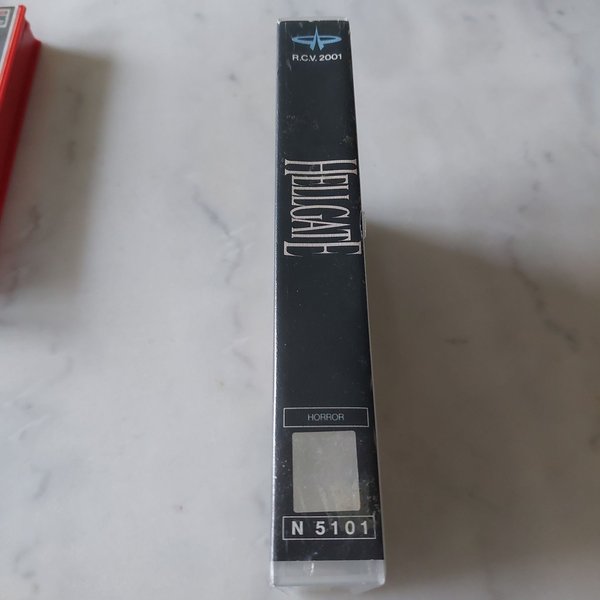 R.C.V. 2001
HELLGATE
HORROR
N 5101